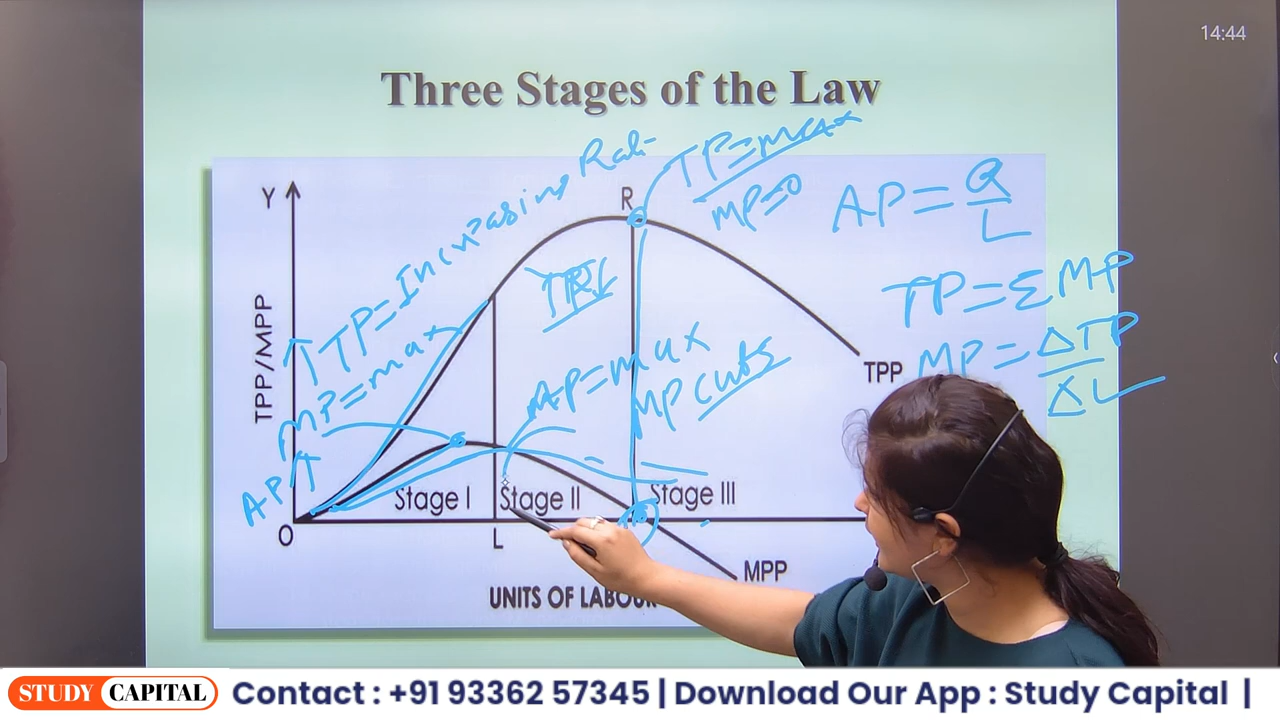 14:44
Three Stages of the Law
Y
TPP/MPP
R
TPP
Stage I
Stage II
Stage III
O
L
MPP
UNITS OF LABOUR
TP=Increasing
TP=max
MP=0
AP=Q/L
TP=ΣMP
MP=ΔTP/ΔL
MP=max
AP=max
MP cuts
AP↑
STUDY CAPITAL
Contact : +91 93362 57345 | Download Our App : Study Capital |